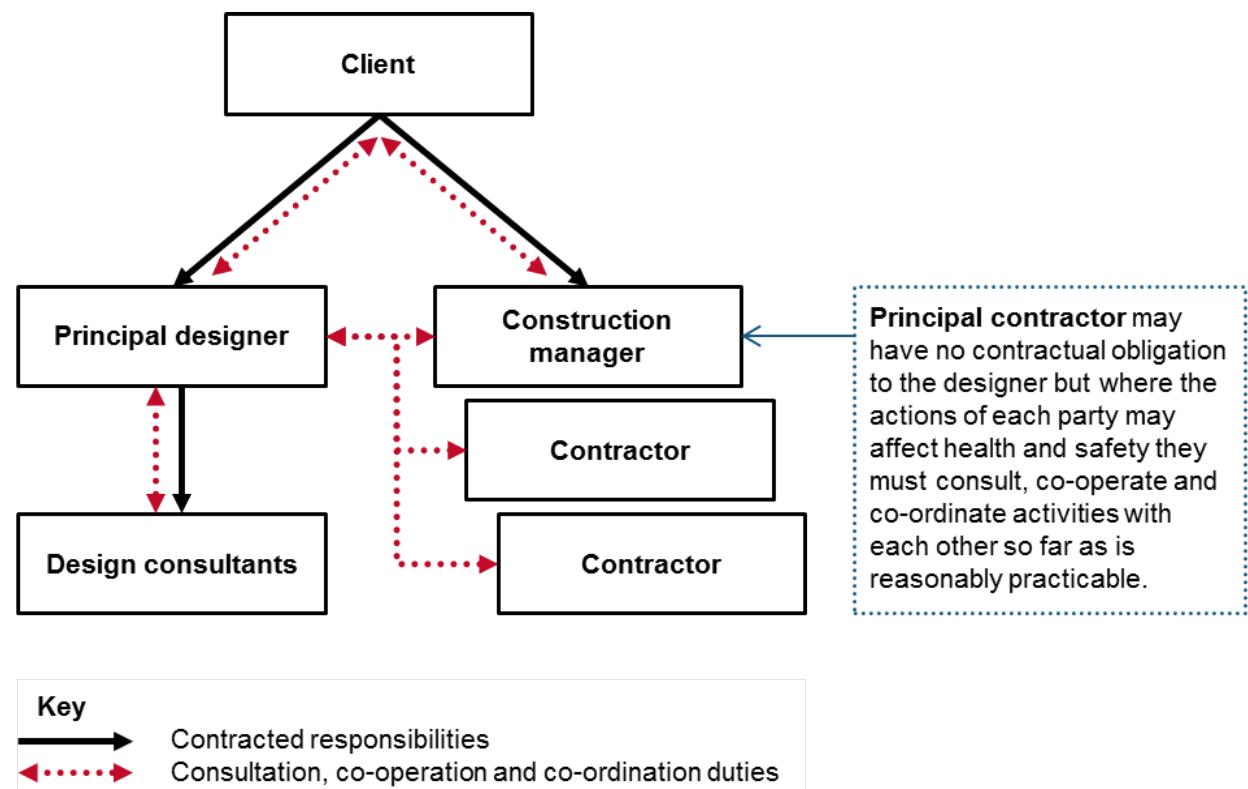 Client
Principal designer
Construction
manager
Principal contractor may
have no contractual obligation
to the designer but where the
actions of each party may
affect health and safety they
must consult, co-operate and
co-ordinate activities with
each other so far as is
reasonably practicable.
Contractor
Design consultants
Contractor
Key
Contracted responsibilities
Consultation, co-operation and co-ordination duties